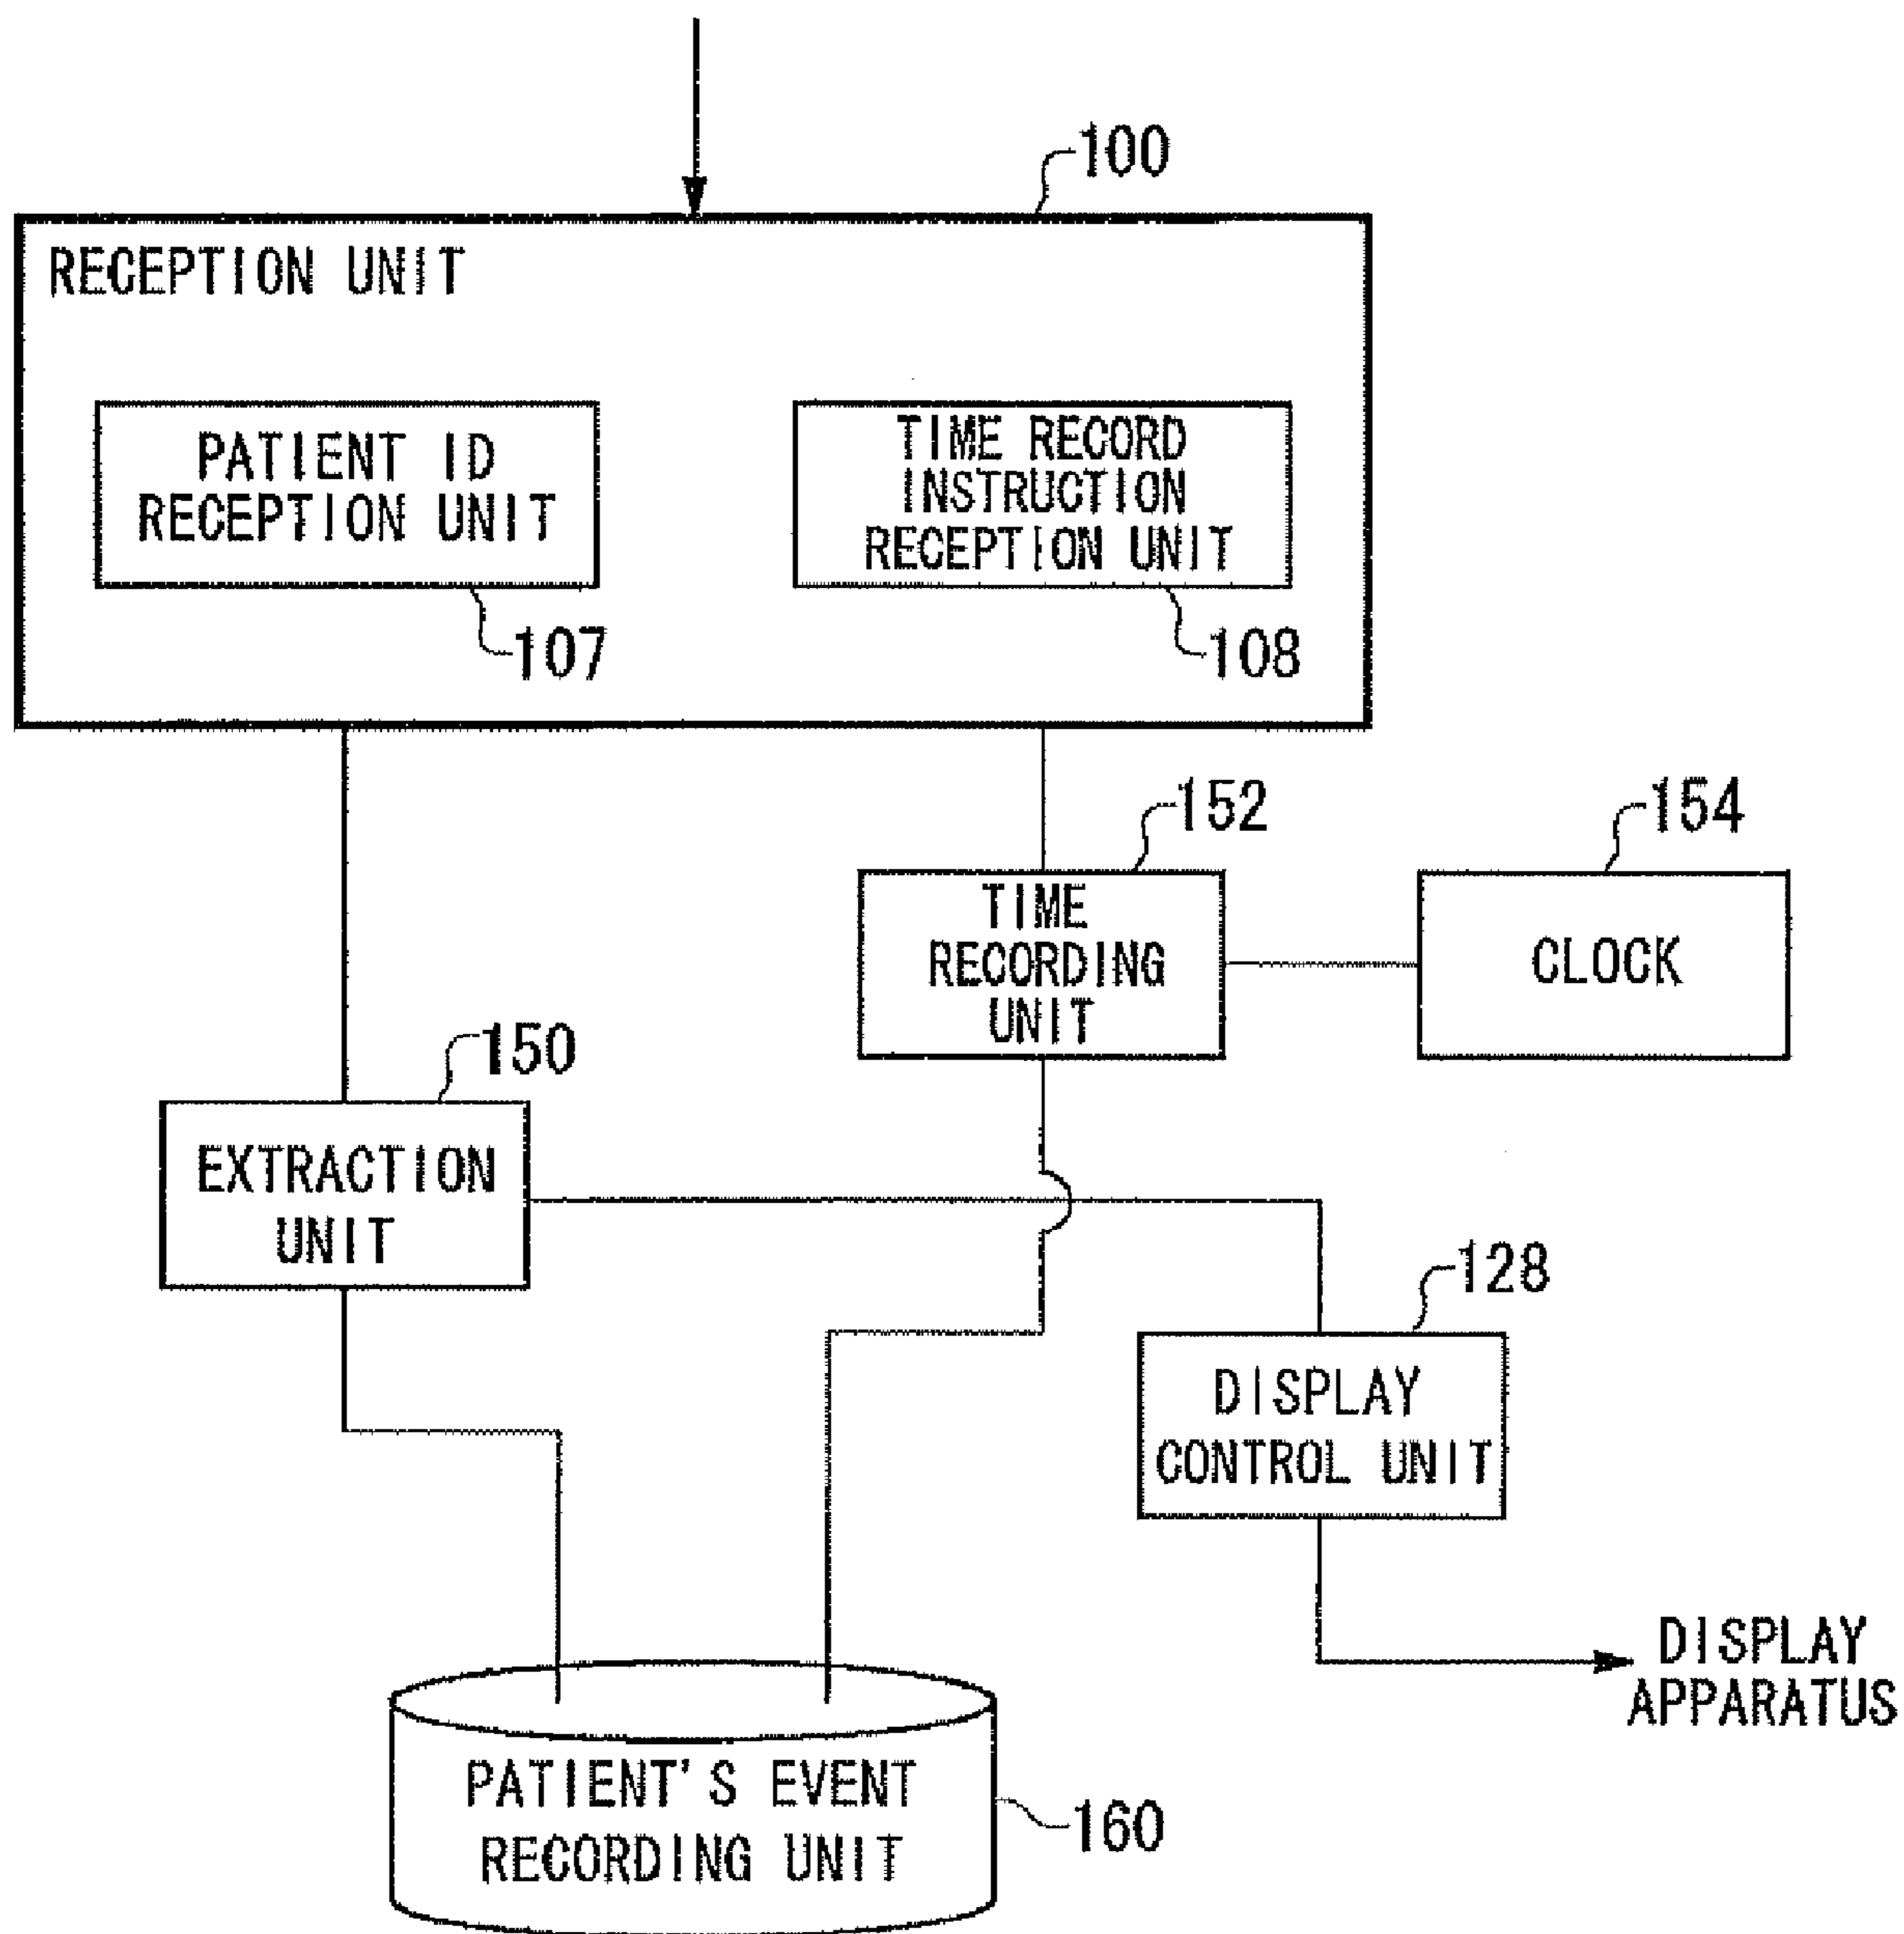 100
RECEPTION UNIT
PATIENT ID
RECEPTION UNIT
107
TIME RECORD
INSTRUCTION
RECEPTION UNIT
108
152
TIME
RECORDING
UNIT
154
CLOCK
150
EXTRACTION
UNIT
128
DISPLAY
CONTROL UNIT
DISPLAY
APPARATUS
PATIENT'S EVENT
RECORDING UNIT
160